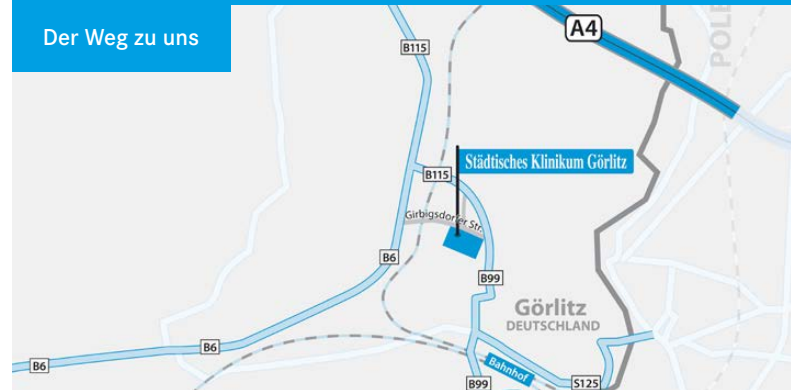 Der Weg zu uns
A4
POLE
B115
Städtisches Klinikum Görlitz
B115
Girbigsdorfer Str.
B6
B99
Görlitz
DEUTSCHLAND
B6
B6
Bahnhof
B99
S125